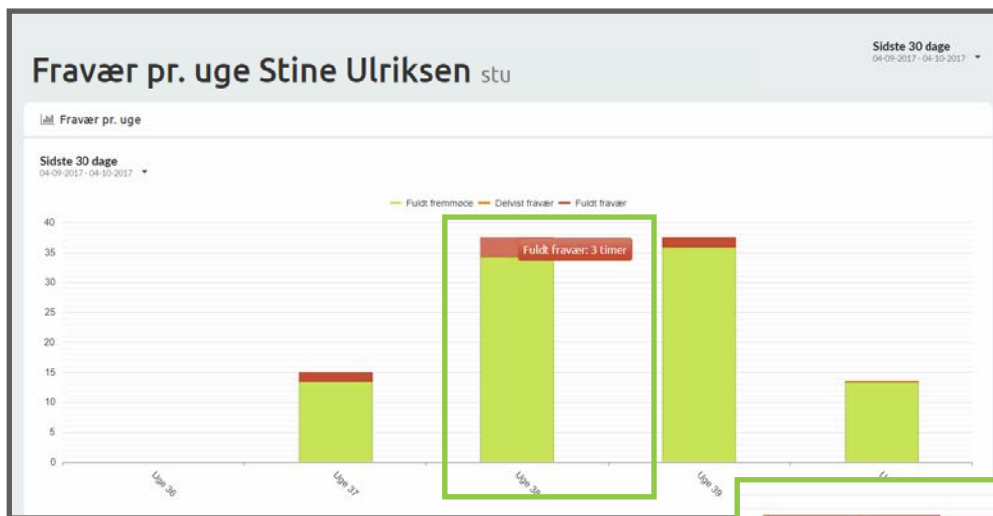 Fravær pr. uge Stine Ulriksen stu
Sidste 30 dage
04-09-2017 - 04-10-2017
Fravær pr. uge
Sidste 30 dage
04-09-2017 - 04-10-2017
Fuldt fremmøde Delvist fravær Fuldt fravær
40
35
30
25
20
15
10
5
0
Fuldt fravær: 3 timer
Uge 36
Uge 37
Uge 38
Uge 39